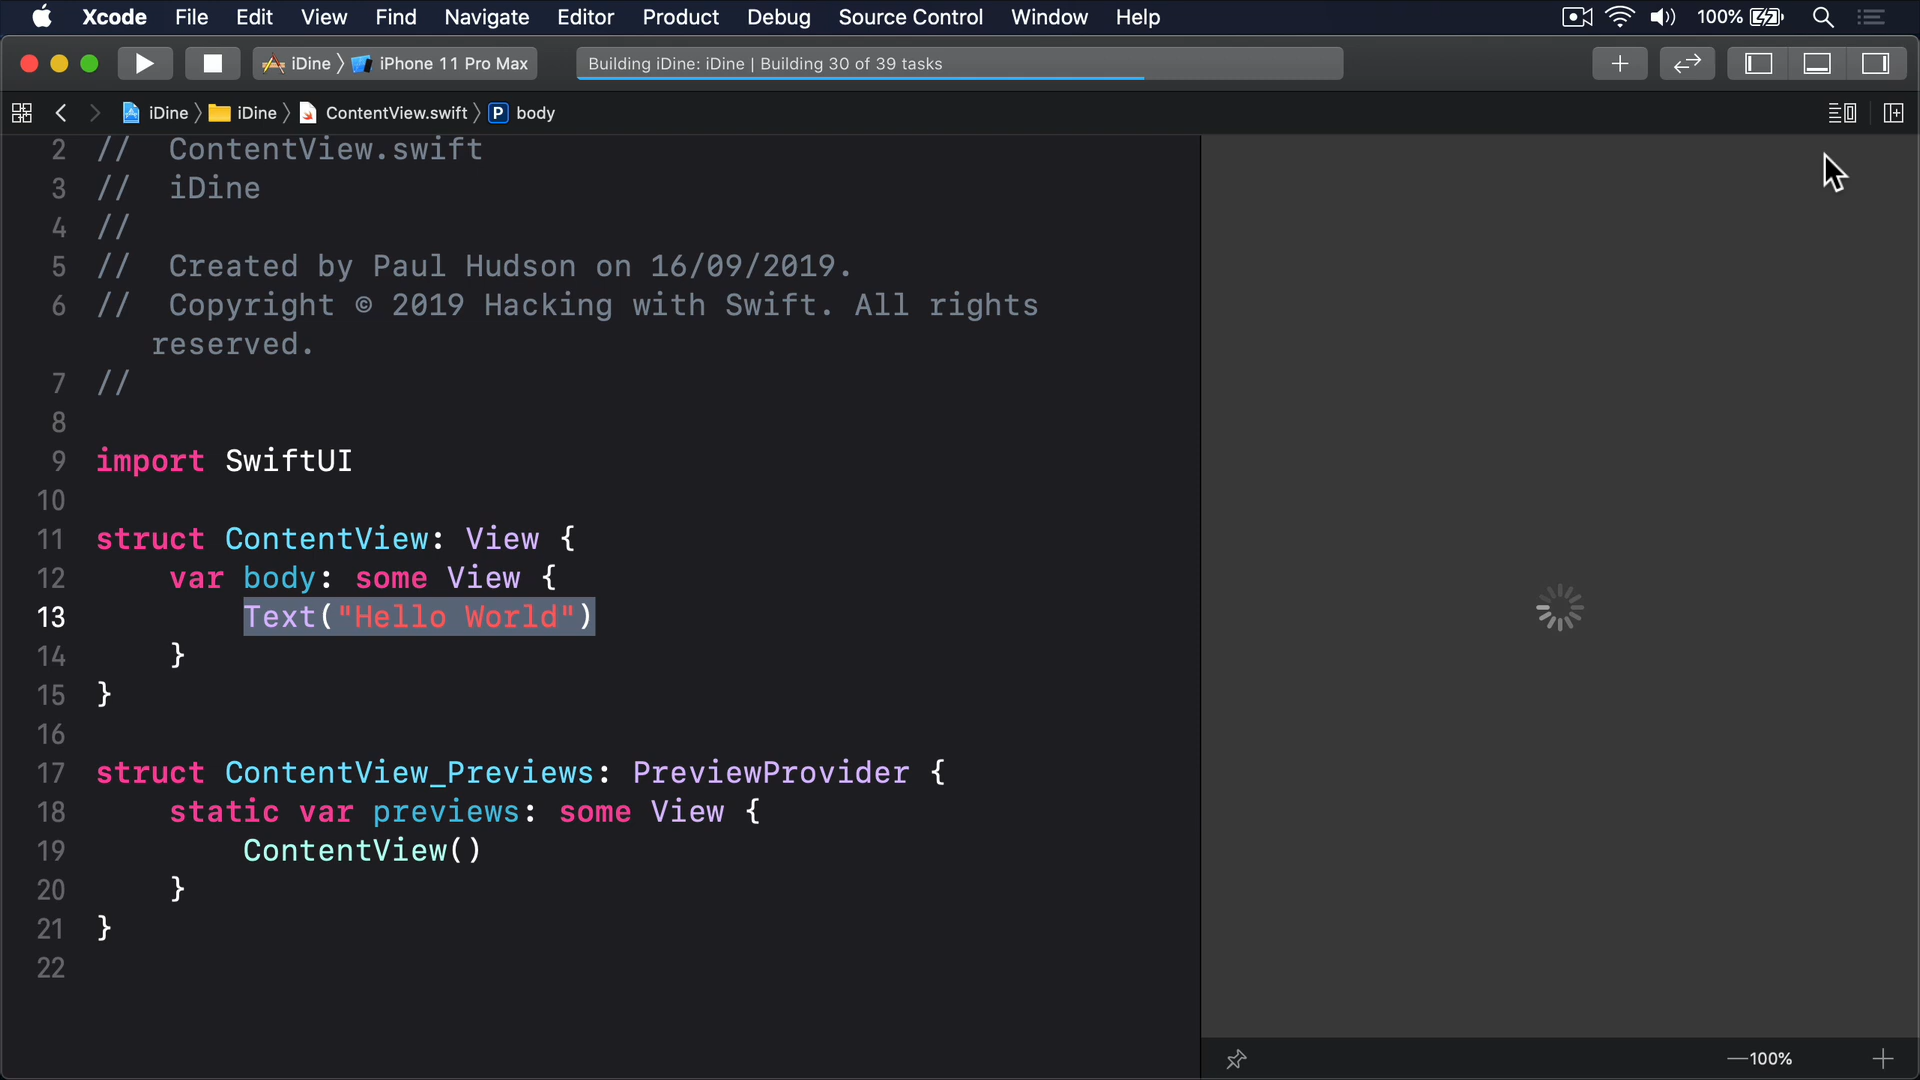 Xcode File Edit View Find Navigate Editor Product Debug Source Control Window Help 100%
iDine iPhone 11 Pro Max Building iDine: iDine | Building 30 of 39 tasks
iDine iDine ContentView.swift P body
2 // ContentView.swift
3 // iDine
4 //
5 // Created by Paul Hudson on 16/09/2019.
6 // Copyright © 2019 Hacking with Swift. All rights
reserved.
7 //
8
9 import SwiftUI
10
11 struct ContentView: View {
12 var body: some View {
13 Text("Hello World")
14 }
15 }
16
17 struct ContentView_Previews: PreviewProvider {
18 static var previews: some View {
19 ContentView()
20 }
21 }
22
100%